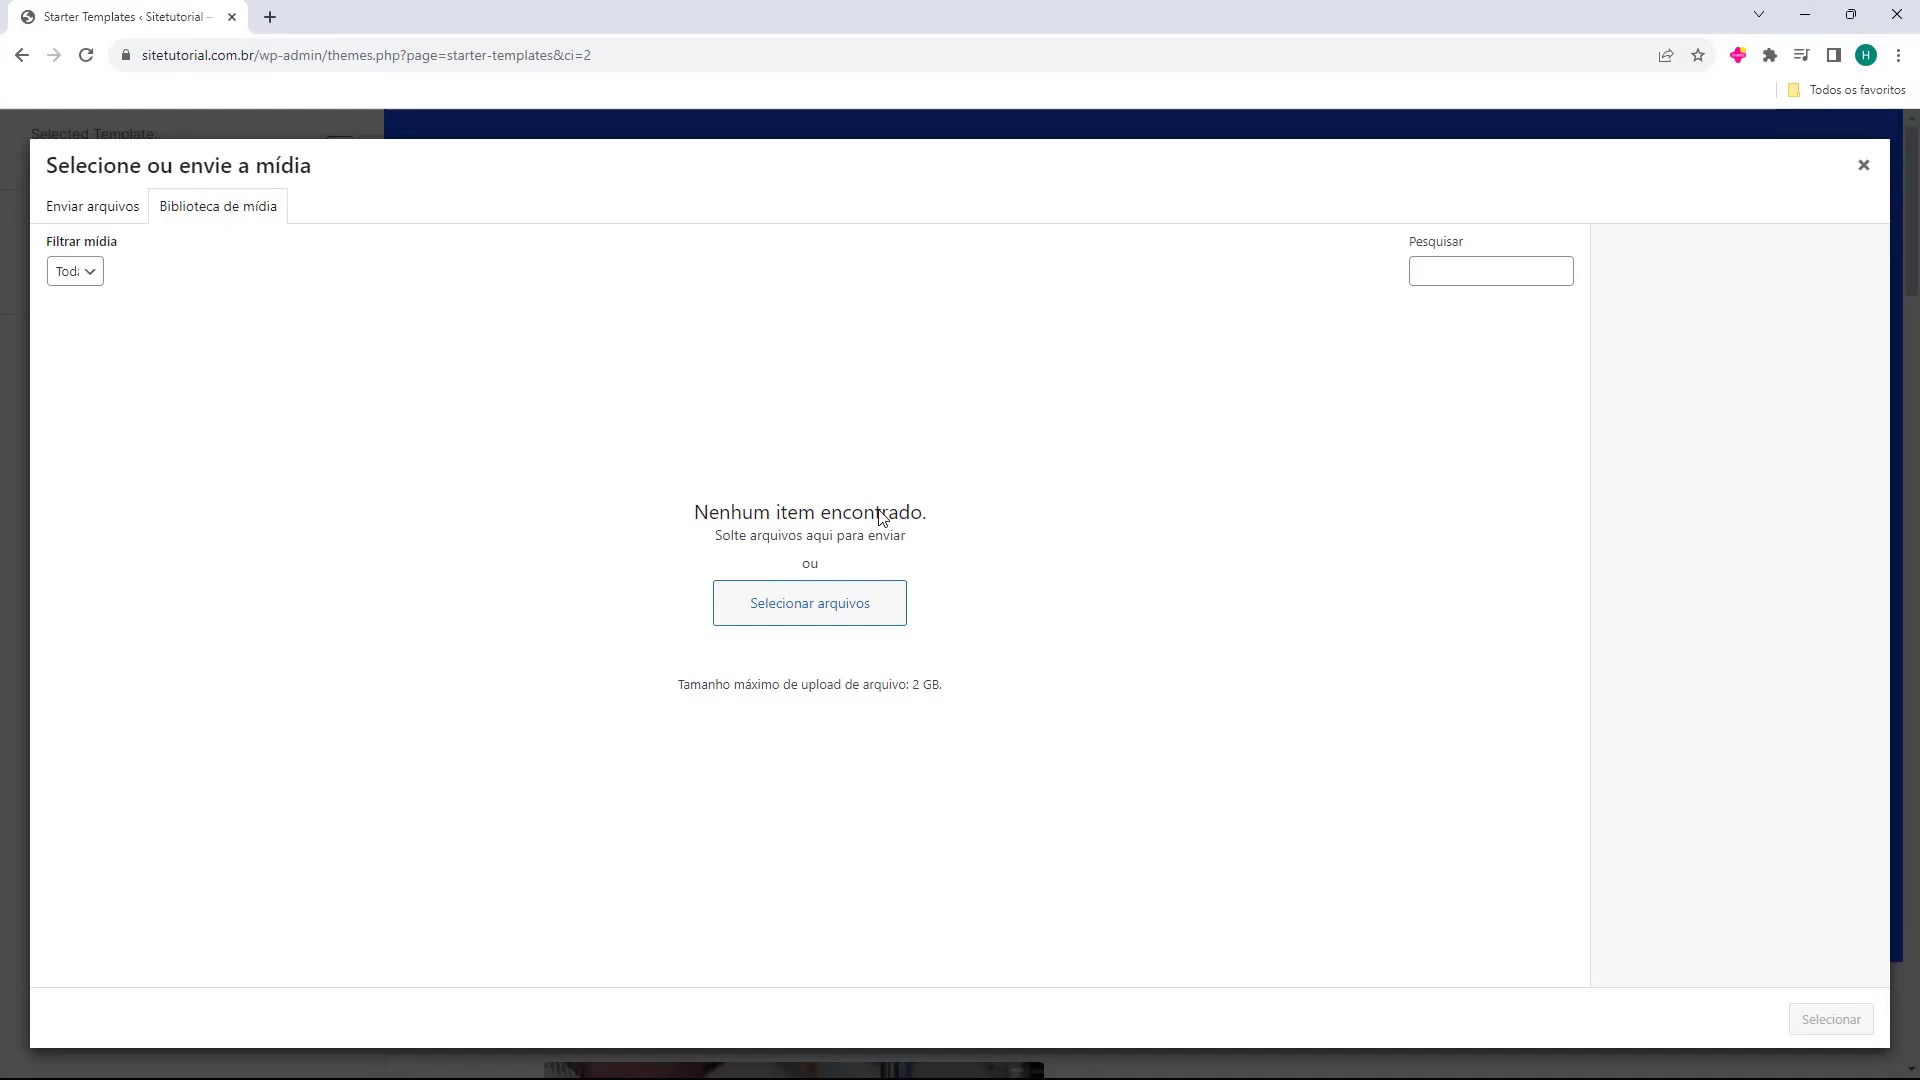 Starter Templates ‹ Sitetutorial –
sitetutorial.com.br/wp-admin/themes.php?page=starter-templates&ci=2
H
Todos os favoritos
Selected Template:
Selecione ou envie a mídia
Enviar arquivos
Biblioteca de mídia
Filtrar mídia
Pesquisar
Toda
Nenhum item encontrado.
Solte arquivos aqui para enviar
ou
Selecionar arquivos
Tamanho máximo de upload de arquivo: 2 GB.
Selecionar